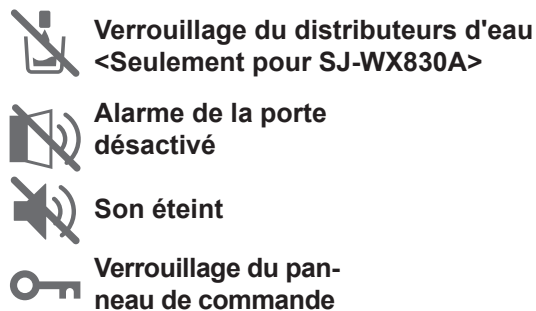 Verrouillage du distributeurs d'eau
<Seulement pour SJ-WX830A>
Alarme de la porte
désactivé
Son éteint
Verrouillage du pan-
neau de commande